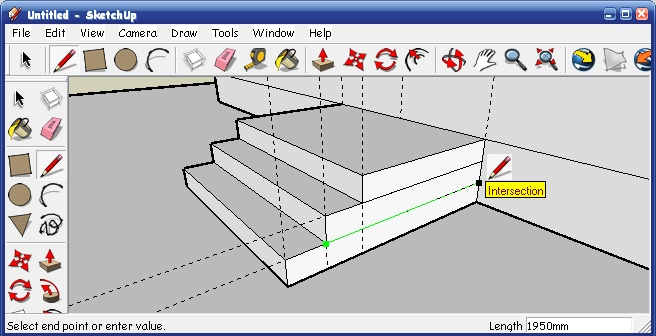 Untitled - SketchUp
File Edit View Camera Draw Tools Window Help
Intersection
Select end point or enter value.
Length 1950mm